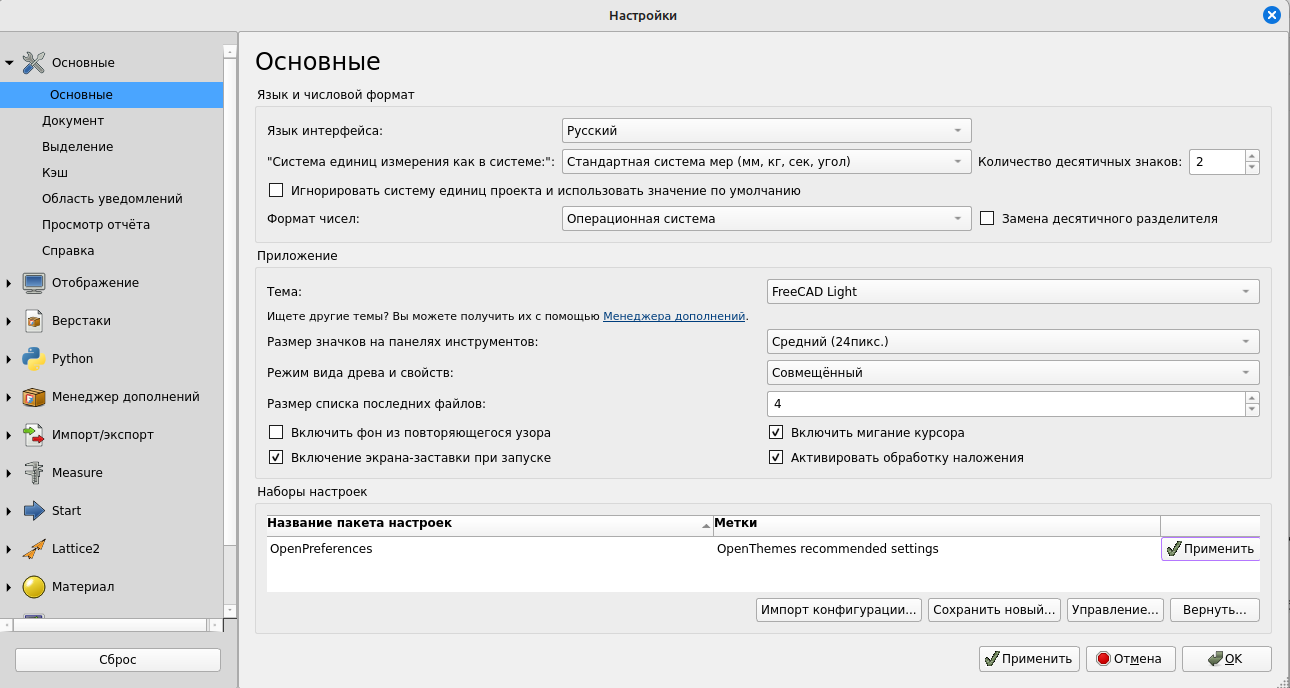 Настройки
Основные
Основные
Документ
Выделение
Кэш
Область уведомлений
Просмотр отчёта
Справка
Отображение
Верстаки
Python
Менеджер дополнений
Импорт/экспорт
Measure
Start
Lattice2
Материал
Сброс
Основные
Язык и числовой формат
Язык интерфейса: Русский
"Система единиц измерения как в системе:": Стандартная система мер (мм, кг, сек, угол) Количество десятичных знаков: 2
Игнорировать систему единиц проекта и использовать значение по умолчанию
Формат чисел: Операционная система Замена десятичного разделителя
Приложение
Тема: FreeCAD Light
Ищете другие темы? Вы можете получить их с помощью Менеджера дополнений.
Размер значков на панелях инструментов: Средний (24пикс.)
Режим вида древа и свойств: Совмещённый
Размер списка последних файлов: 4
Включить фон из повторяющегося узора Включить мигание курсора
Включение экрана-заставки при запуске Активировать обработку наложения
Наборы настроек
Название пакета настроек Метки
OpenPreferences OpenThemes recommended settings Применить
Импорт конфигурации... Сохранить новый... Управление... Вернуть...
Применить Отмена OK